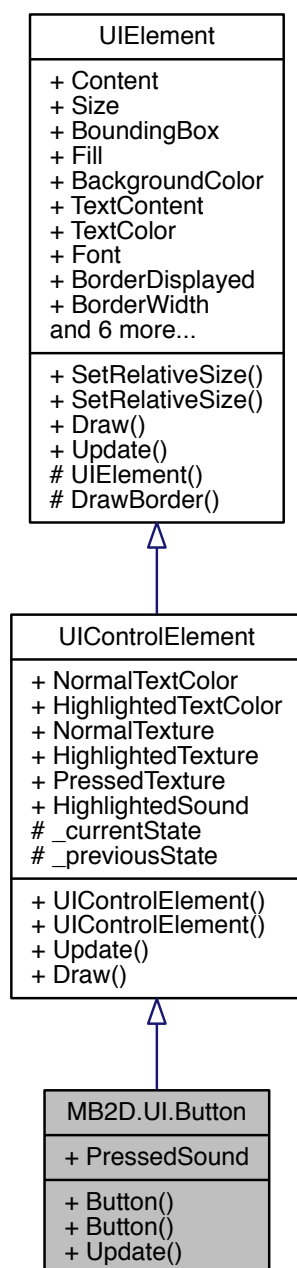 UIElement
+ Content
+ Size
+ BoundingBox
+ Fill
+ BackgroundColor
+ TextContent
+ TextColor
+ Font
+ BorderDisplayed
+ BorderWidth
and 6 more...
+ SetRelativeSize()
+ SetRelativeSize()
+ Draw()
+ Update()
# UIElement()
# DrawBorder()
UIControlElement
+ NormalTextColor
+ HighlightedTextColor
+ NormalTexture
+ HighlightedTexture
+ PressedTexture
+ HighlightedSound
# _currentState
# _previousState
+ UIControlElement()
+ UIControlElement()
+ Update()
+ Draw()
MB2D.UI.Button
+ PressedSound
+ Button()
+ Button()
+ Update()